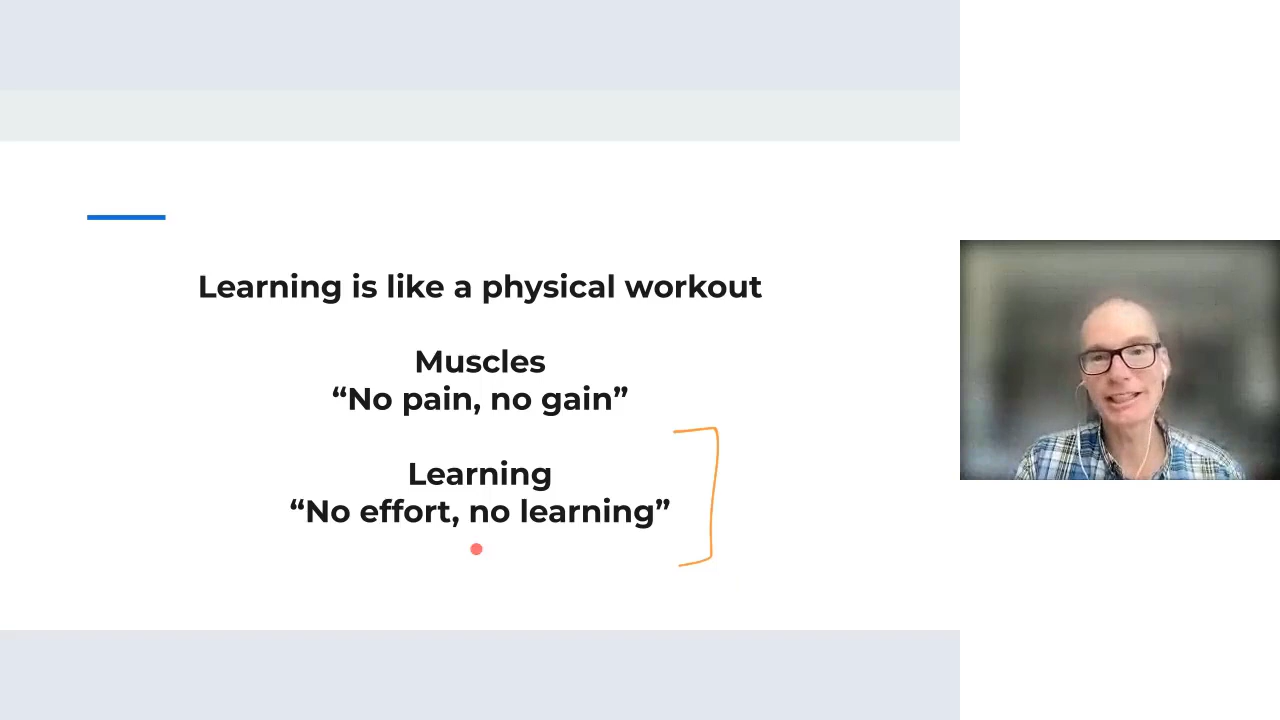 Learning is like a physical workout
Muscles
“No pain, no gain”
Learning
“No effort, no learning”